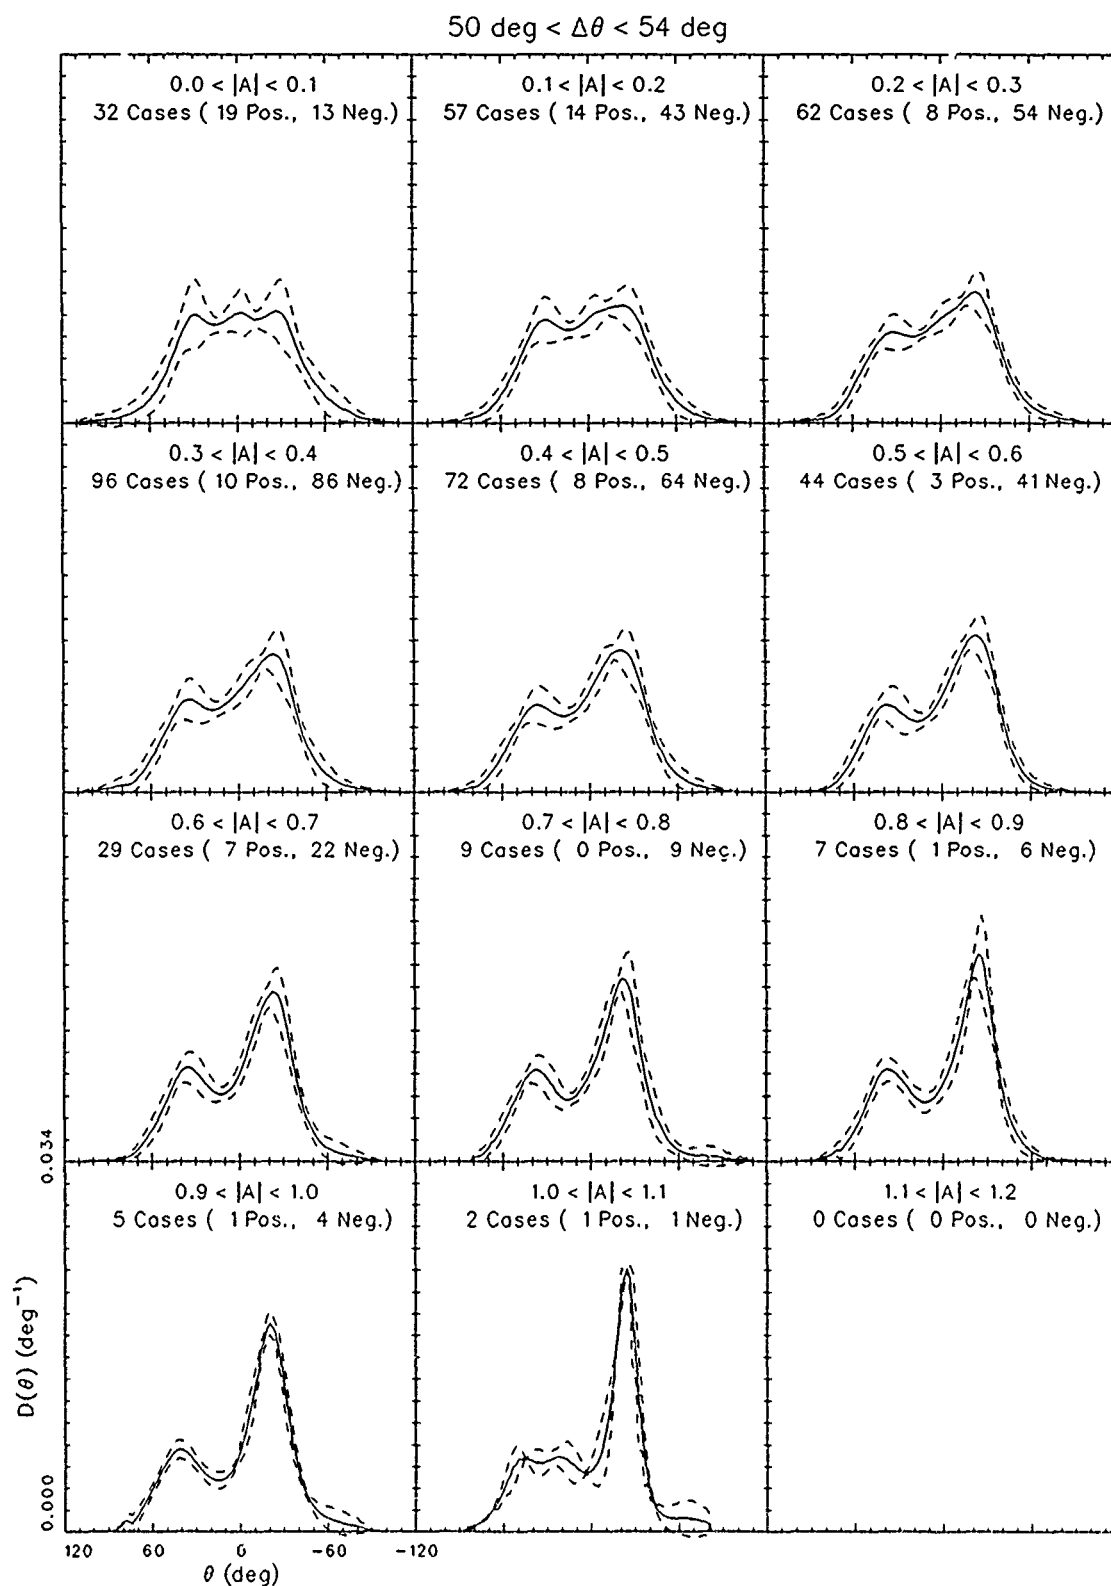 50 deg < Δθ < 54 deg
0.0 < |A| < 0.1
32 Cases ( 19 Pos., 13 Neg.)
0.1 < |A| < 0.2
57 Cases ( 14 Pos., 43 Neg.)
0.2 < |A| < 0.3
62 Cases ( 8 Pos., 54 Neg.)
0.3 < |A| < 0.4
96 Cases ( 10 Pos., 86 Neg.)
0.4 < |A| < 0.5
72 Cases ( 8 Pos., 64 Neg.)
0.5 < |A| < 0.6
44 Cases ( 3 Pos., 41 Neg.)
0.6 < |A| < 0.7
29 Cases ( 7 Pos., 22 Neg.)
0.7 < |A| < 0.8
9 Cases ( 0 Pos., 9 Neg.)
0.8 < |A| < 0.9
7 Cases ( 1 Pos., 6 Neg.)
0.9 < |A| < 1.0
5 Cases ( 1 Pos., 4 Neg.)
1.0 < |A| < 1.1
2 Cases ( 1 Pos., 1 Neg.)
1.1 < |A| < 1.2
0 Cases ( 0 Pos., 0 Neg.)
0.034
D(θ) (deg⁻¹)
0.000
120 60 0 -60 -120
θ (deg)